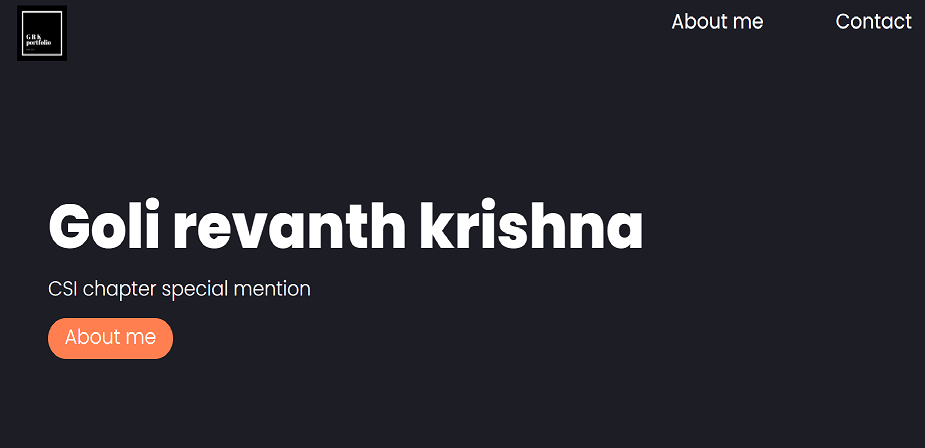 G R K
portfolio
About me
Contact
Goli revanth krishna
CSI chapter special mention
About me